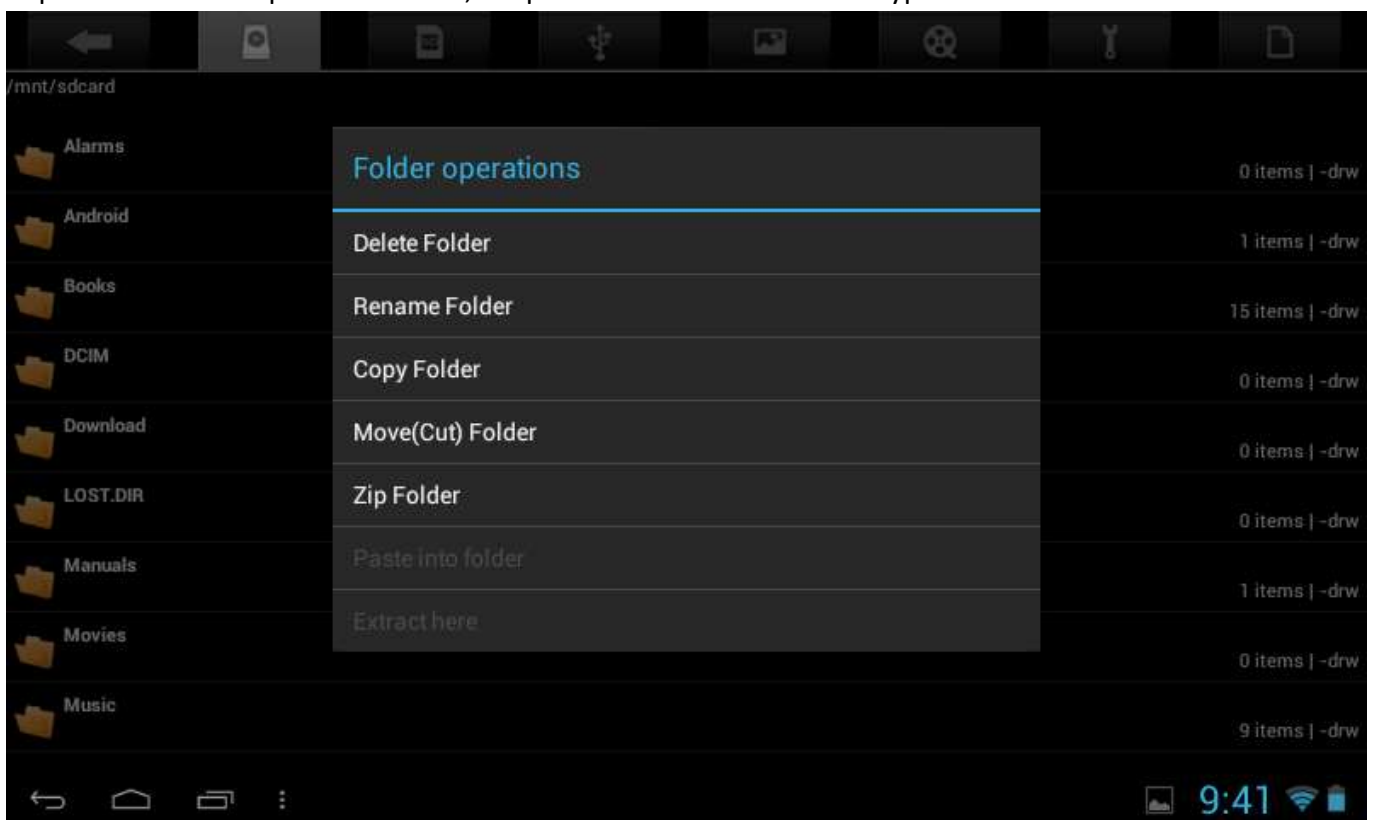 /mnt/sdcard
Alarms
0 items | -drw
Android
1 items | -drw
Books
15 items | -drw
DCIM
0 items | -drw
Download
0 items | -drw
LOST.DIR
0 items | -drw
Manuals
1 items | -drw
Movies
0 items | -drw
Music
9 items | -drw
Folder operations
Delete Folder
Rename Folder
Copy Folder
Move(Cut) Folder
Zip Folder
Paste into folder
Extract here
9:41